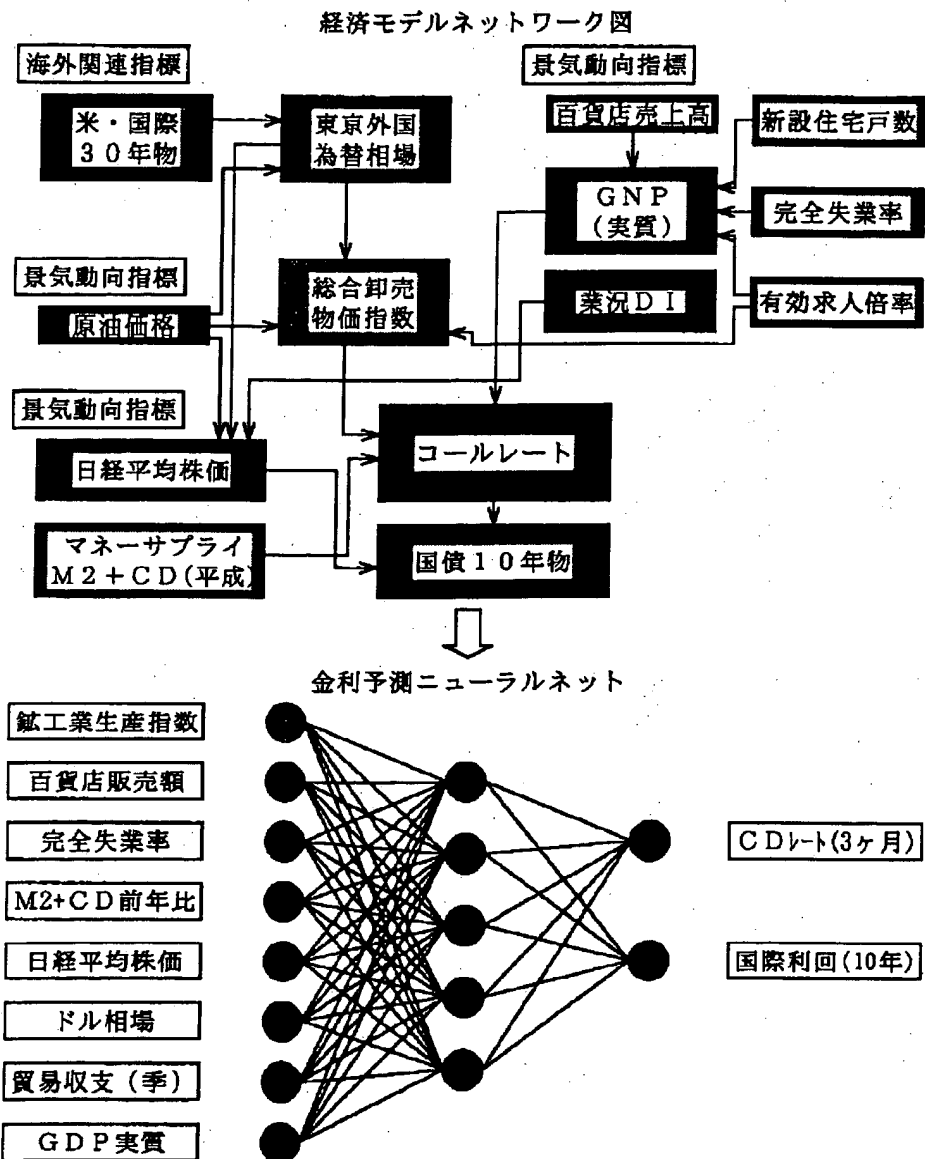 経済モデルネットワーク図
海外関連指標
景気動向指標
米・国際
３０年物
東京外国
為替相場
百貨店売上高
新設住宅戸数
ＧＮＰ
(実質)
完全失業率
景気動向指標
原油価格
総合卸売
物価指数
業況ＤＩ
有効求人倍率
景気動向指標
日経平均株価
コールレート
マネーサプライ
Ｍ２＋ＣＤ(平成)
国債１０年物
金利予測ニューラルネット
鉱工業生産指数
百貨店販売額
完全失業率
M2+CD前年比
日経平均株価
ドル相場
貿易収支(季)
ＧＤＰ実質
ＣＤﾚｰﾄ(3ヶ月)
国際利回(10年)